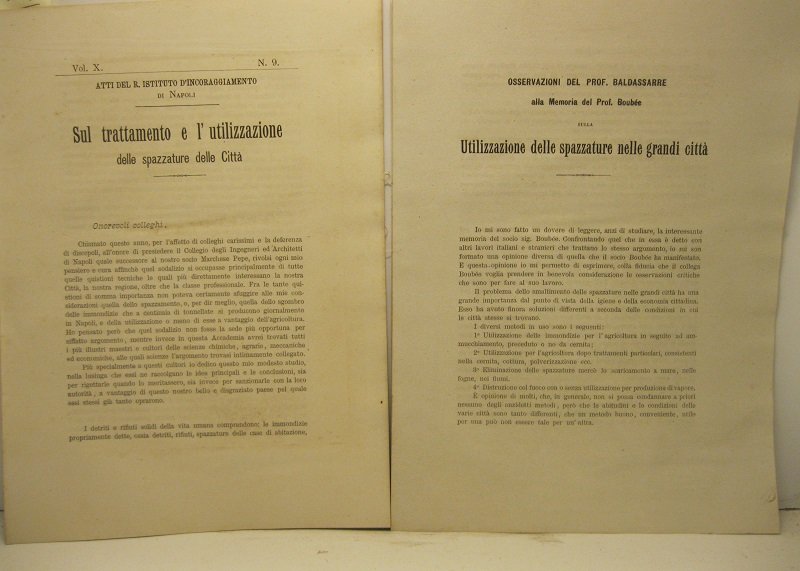 Vol. X.
N. 9.
ATTI DEL R. ISTITUTO D'INCORAGGIAMENTO
DI NAPOLI
Sul trattamento e l'utilizzazione
delle spazzature delle Città
Onorevoli colleghi,
Chiamato questo anno, per l'affetto di colleghi carissimi e la deferenza
di discepoli, all'onore di presiedere il Collegio degli Ingegneri ed Architetti
di Napoli quale successore al nostro socio Marchese Pepe, rivolsi ogni mio
pensiero e cura affinchè quel sodalizio si occupasse principalmente di tutte
quelle quistioni tecniche le quali più direttamente interessano la nostra
Città, la nostra regione, oltre che la classe professionale. Fra le tante qui-
stioni di somma importanza non poteva certamente sfuggire alle mie con-
siderazioni quella dello spazzamento, o, per dir meglio, quella dello sgombro
delle immondizie che a centinaia di tonnellate si producono giornalmente
in Napoli, e della utilizzazione o meno di esse a vantaggio dell'agricoltura.
Ho pensato però che quel sodalizio non fosse la sede più opportuna per
siffatto argomento, mentre invece in questa Accademia avrei trovati tutti
i più illustri maestri e cultori delle scienze chimiche, agrarie, meccaniche
ed economiche, alle quali scienze l'argomento trovasi intimamente collegato.
Più specialmente a questi cultori io dedico questo mio modesto studio,
nella lusinga che essi ne raccolgano le idee principali e le conclusioni, sia
per rigettarle quando lo meritassero, sia invece per sanzionarle con la loro
autorità, a vantaggio di questo nostro bello e disgraziato paese pel quale
essi stessi già tanto operarono.
I detriti e rifiuti solidi della vita umana comprendono: le immondizie
propriamente dette, ossia detriti, rifiuti, spazzature delle case di abitazione,
OSSERVAZIONI DEL PROF. BALDASSARRE
alla Memoria del Prof. Boubée
SULLA
Utilizzazione delle spazzature nelle grandi città
Io mi sono fatto un dovere di leggere, anzi di studiare, la interessante
memoria del socio sig. Boubée. Confrontando quel che in essa è detto con
altri lavori italiani e stranieri che trattano lo stesso argomento, io mi son
formato una opinione diversa di quella che il socio Boubée ha manifestato.
E questa opinione io mi permetto di esprimere, colla fiducia che il collega
Boubée voglia prendere in benevola considerazione le osservazioni critiche
che sono per fare al suo lavoro.
Il problema dello smaltimento delle spazzature nelle grandi città ha una
grande importanza dal punto di vista della igiene e della economia cittadina.
Esso ha avuto finora soluzioni differenti a seconda delle condizioni in cui
le città stesse si trovano.
I diversi metodi in uso sono i seguenti:
1° Utilizzazione delle immondizie per l'agricoltura in seguito ad am-
mucchiamento, preceduto o no da cernita;
2° Utilizzazione per l'agricoltura dopo trattamenti particolari, consistenti
nella cernita, cottura, polverizzazione ecc.
3° Eliminazione delle spazzature mercè lo scaricamento a mare, nelle
fogne, nei fiumi.
4° Distruzione col fuoco con o senza utilizzazione per produzione di vapore.
È opinione di molti, che, in generale, non si possa condannare a priori
nessuno degli anzidetti metodi, però che le abitudini e le condizioni delle
varie città sono tanto differenti, che un metodo buono, conveniente, utile
per una può non essere tale per un'altra.